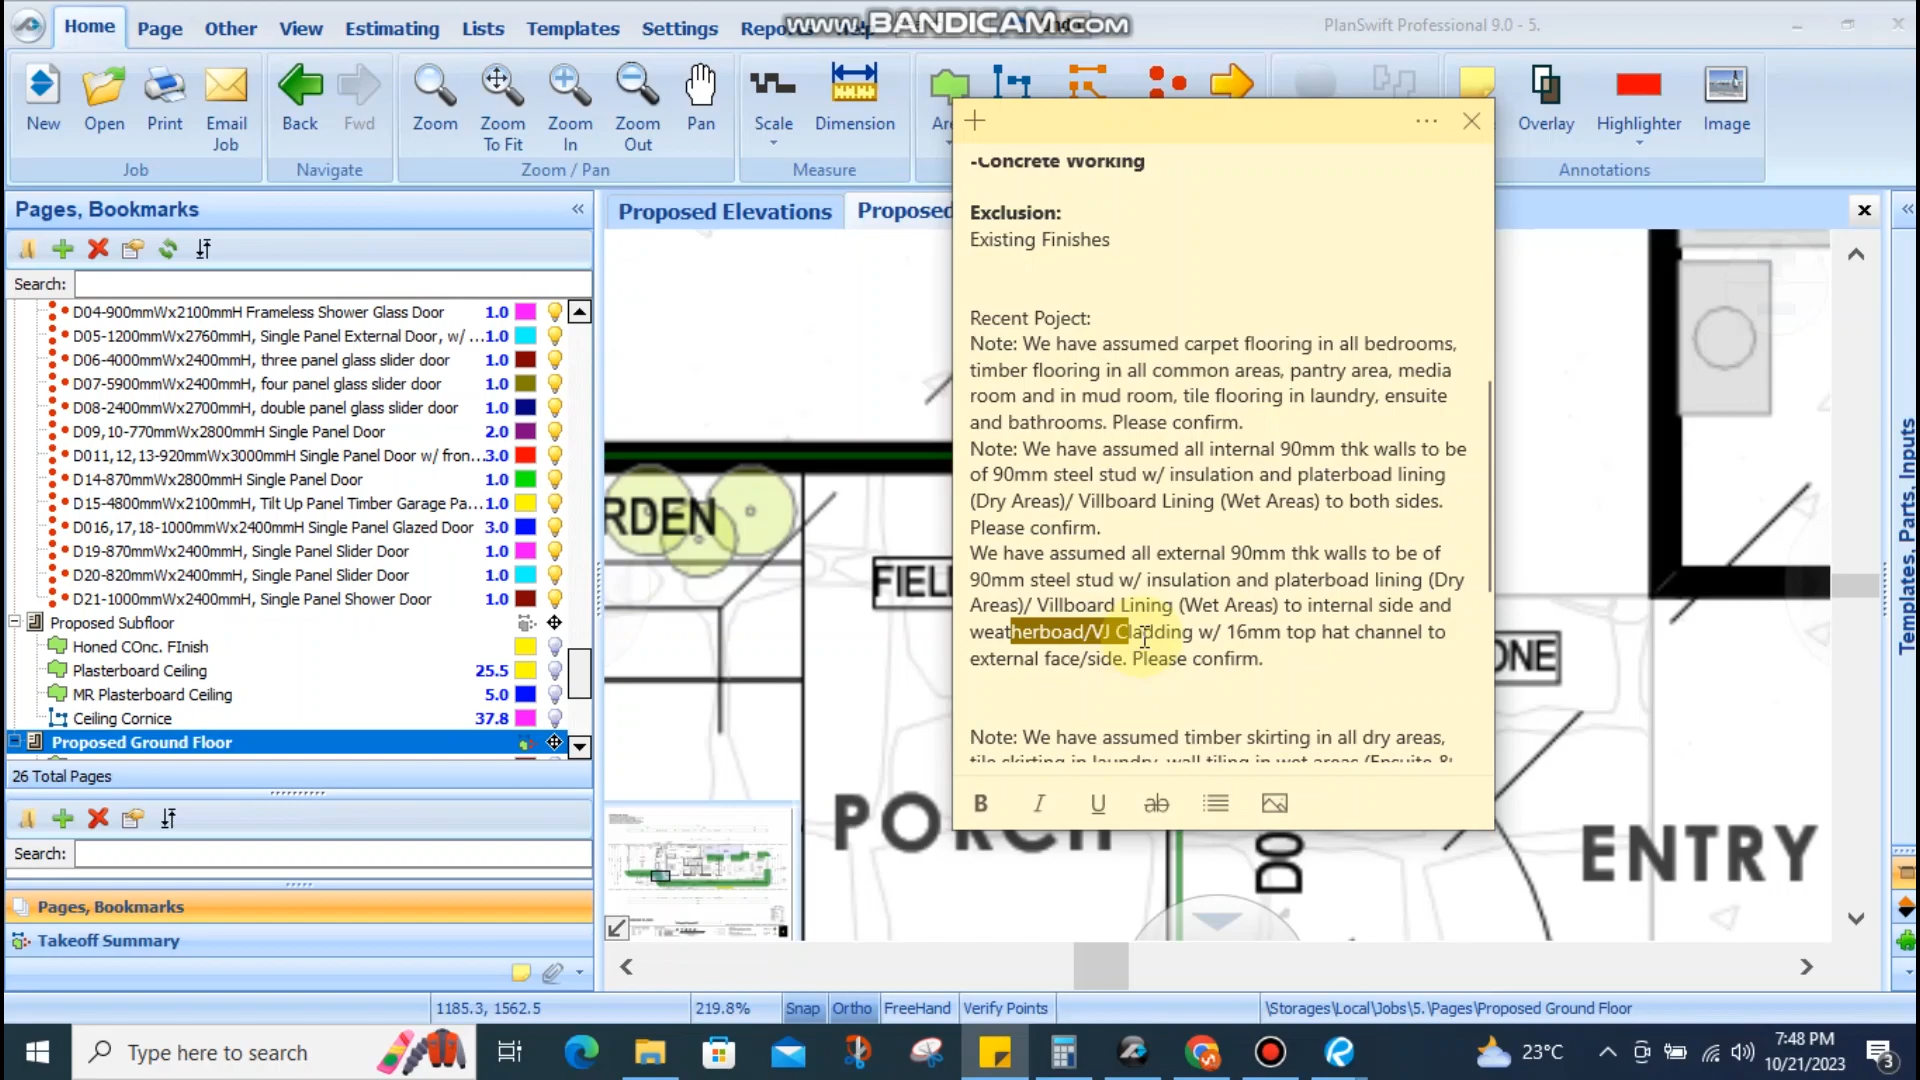 Home
Page
Other
View
Estimating
Lists
Templates
Settings
www.BANDICAM.com
PlanSwift Professional 9.0 - 5.
New
Open
Print
Email
Job
Back
Fwd
Zoom
Zoom
To Fit
Zoom
In
Zoom
Out
Pan
Scale
Dimension
Overlay
Highlighter
Image
Job
Navigate
Zoom / Pan
Measure
Annotations
Pages, Bookmarks
Proposed Elevations
Proposed
Search:
D04-900mmWx2100mmH Frameless Shower Glass Door 1.0
D05-1200mmWx2760mmH, Single Panel External Door, w/ ... 1.0
D06-4000mmWx2400mmH, three panel glass slider door 1.0
D07-5900mmWx2400mmH, four panel glass slider door 1.0
D08-2400mmWx2700mmH, double panel glass slider door 1.0
D09,10-770mmWx2800mmH Single Panel Door 2.0
D011,12,13-920mmWx3000mmH Single Panel Door w/ fron... 3.0
D14-870mmWx2800mmH Single Panel Door 1.0
D15-4800mmWx2100mmH, Tilt Up Panel Timber Garage Pa... 1.0
D016,17,18-1000mmWx2400mmH Single Panel Glazed Door 3.0
D19-870mmWx2400mmH, Single Panel Slider Door 1.0
D20-820mmWx2400mmH, Single Panel Slider Door 1.0
D21-1000mmWx2400mmH, Single Panel Shower Door 1.0
Proposed Subfloor
Honed COnc. FInish
Plasterboard Ceiling 25.5
MR Plasterboard Ceiling 5.0
Ceiling Cornice 37.8
Proposed Ground Floor
26 Total Pages
Search:
Pages, Bookmarks
Takeoff Summary
-Concrete Working
Exclusion:
Existing Finishes
Recent Poject:
Note: We have assumed carpet flooring in all bedrooms,
timber flooring in all common areas, pantry area, media
room and in mud room, tile flooring in laundry, ensuite
and bathrooms. Please confirm.
Note: We have assumed all internal 90mm thk walls to be
of 90mm steel stud w/ insulation and platerboad lining
(Dry Areas)/ Villboard Lining (Wet Areas) to both sides.
Please confirm.
We have assumed all external 90mm thk walls to be of
90mm steel stud w/ insulation and platerboad lining (Dry
Areas)/ Villboard Lining (Wet Areas) to internal side and
weatherboad/VJ Cladding w/ 16mm top hat channel to
external face/side. Please confirm.
Note: We have assumed timber skirting in all dry areas,
tile skirting in laundry, wall tiling in wet areas (Ensuite &
B I U ab
RDEN
FIEL
ONE
PORCH
DO
ENTRY
Templates, Parts, Inputs
1185.3, 1562.5
219.8%
Snap
Ortho
FreeHand
Verify Points
\Storages\Local\Jobs\5.\Pages\Proposed Ground Floor
Type here to search
23°C
7:48 PM
10/21/2023
3